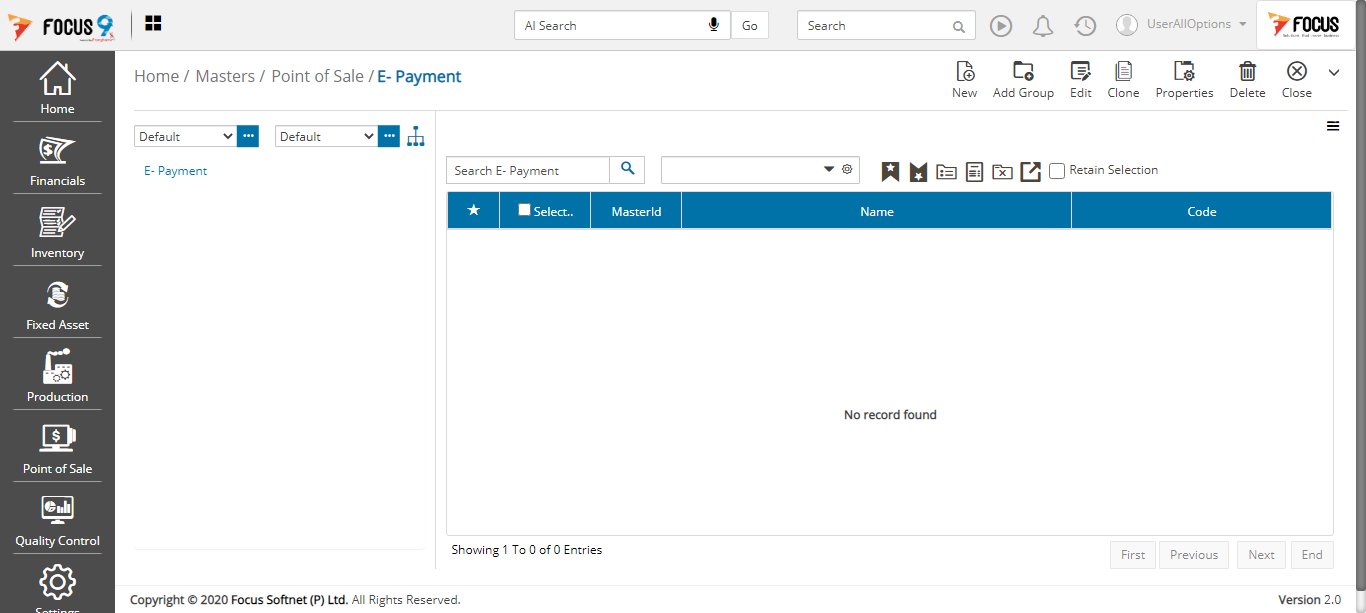 FOCUS 9
AI Search
Go
Search
UserAllOptions
FOCUS
Home / Masters / Point of Sale / E- Payment
New
Add Group
Edit
Clone
Properties
Delete
Close
Home
Financials
Inventory
Fixed Asset
Production
Point of Sale
Quality Control
Settings
Default
Default
E- Payment
Search E- Payment
Retain Selection
Select..
MasterId
Name
Code
No record found
Showing 1 To 0 of 0 Entries
First
Previous
Next
End
Copyright © 2020 Focus Softnet (P) Ltd. All Rights Reserved.
Version 2.0